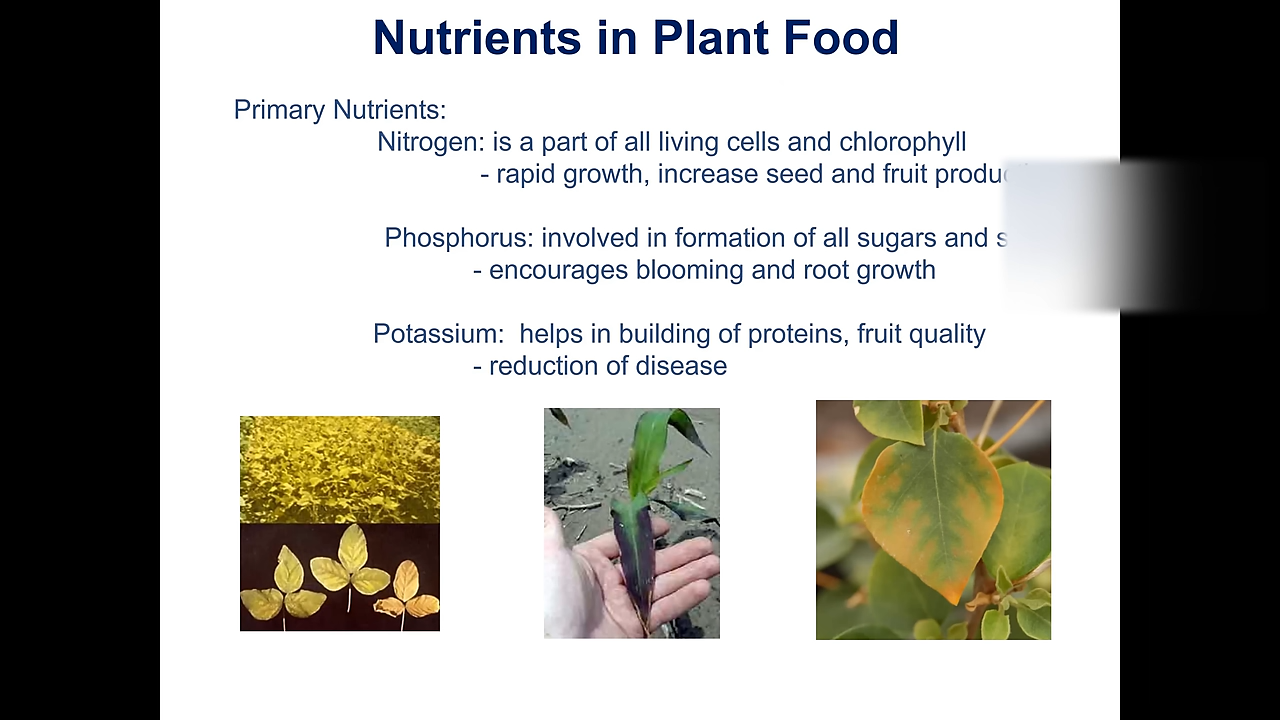 Nutrients in Plant Food
Primary Nutrients:
Nitrogen: is a part of all living cells and chlorophyll
- rapid growth, increase seed and fruit
Phosphorus: involved in formation of all sugars and
- encourages blooming and root growth
Potassium: helps in building of proteins, fruit quality
- reduction of disease